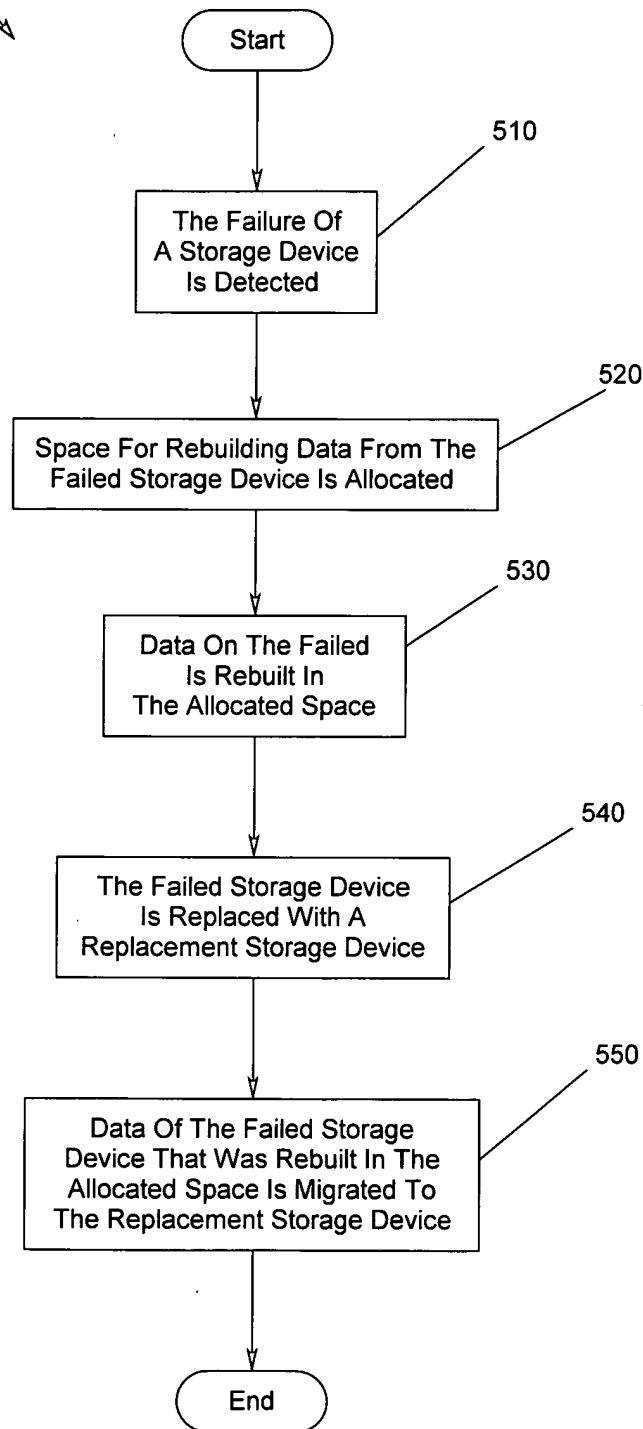 Start
510
The Failure Of
A Storage Device
Is Detected
520
Space For Rebuilding Data From The
Failed Storage Device Is Allocated
530
Data On The Failed
Is Rebuilt In
The Allocated Space
540
The Failed Storage Device
Is Replaced With A
Replacement Storage Device
550
Data Of The Failed Storage
Device That Was Rebuilt In The
Allocated Space Is Migrated To
The Replacement Storage Device
End